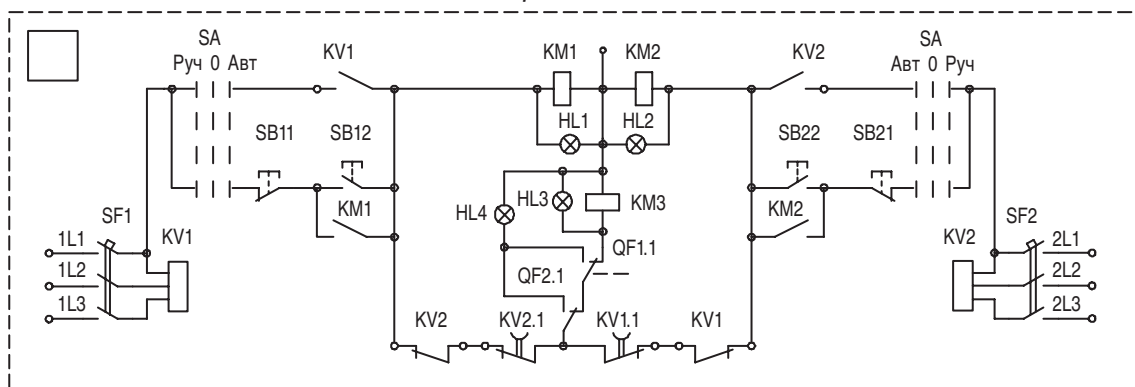 SA
Руч 0 Авт
KV1
KM1
KM2
KV2
SA
Авт 0 Руч
HL1
HL2
SB11
SB12
SB22
SB21
KM1
HL4
HL3
KM3
KM2
SF1
KV1
QF1.1
QF2.1
KV2
SF2
1L1
1L2
1L3
2L1
2L2
2L3
KV2
KV2.1
KV1.1
KV1